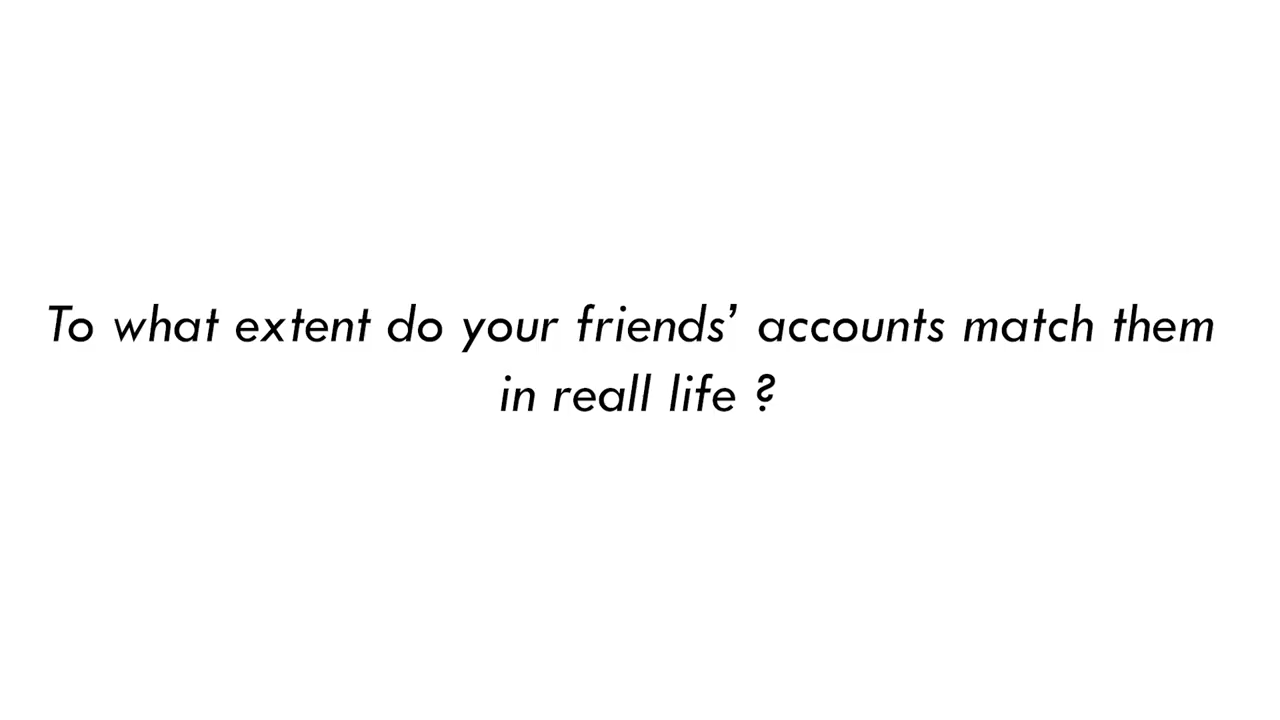 To what extent do your friends’ accounts match them
in reall life ?